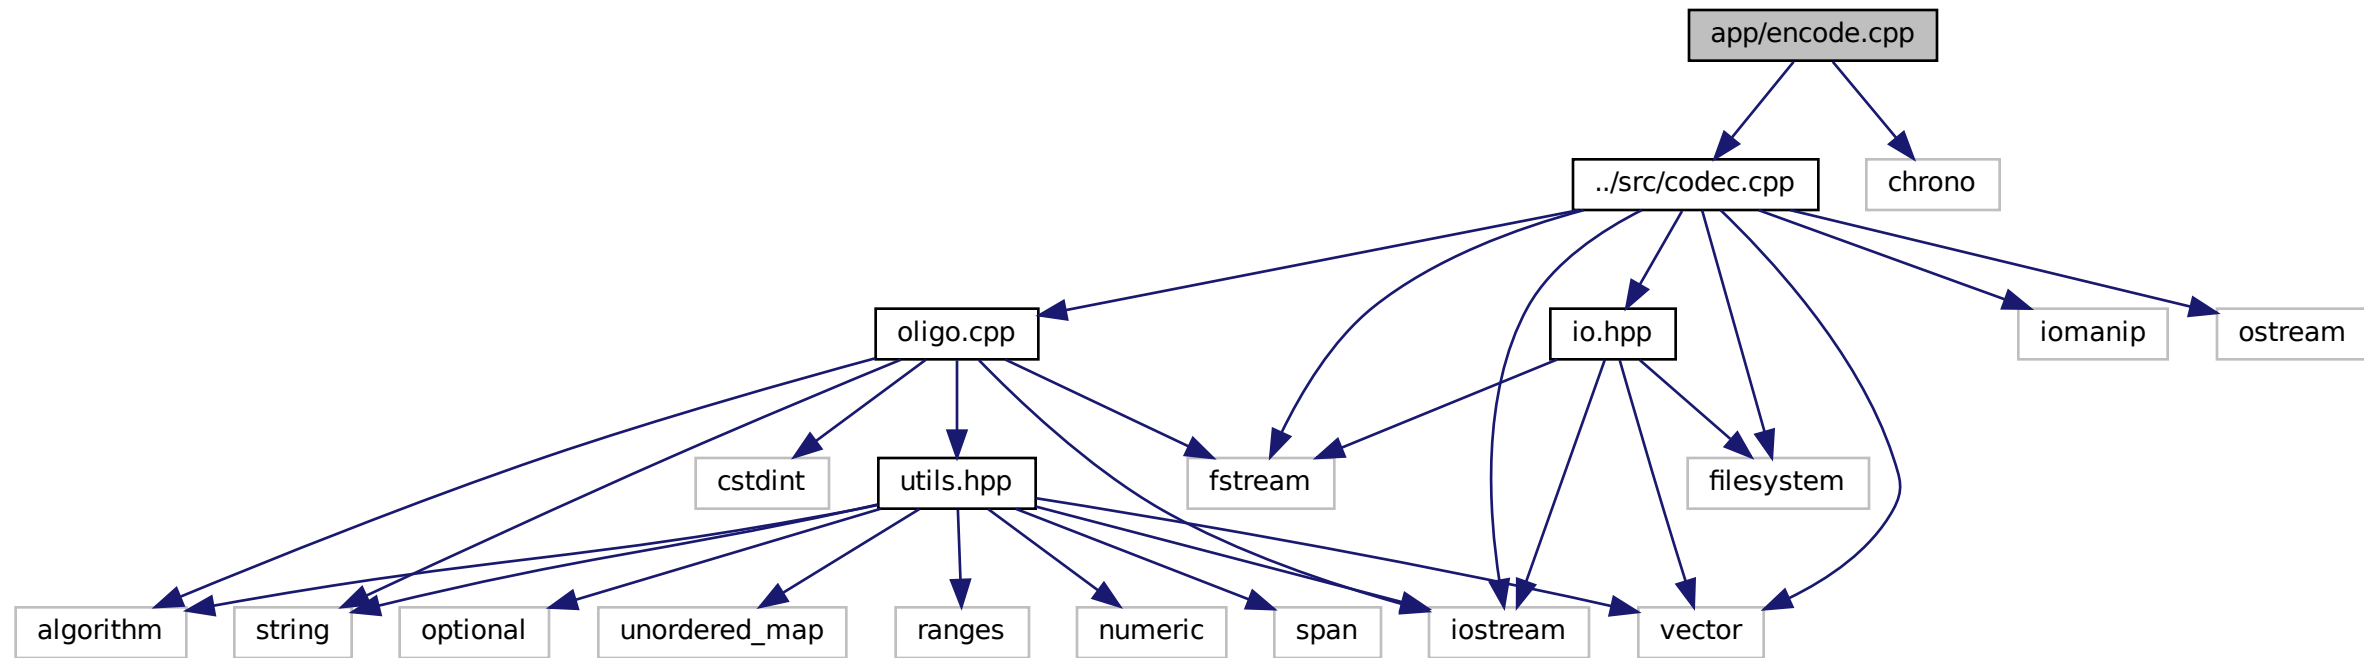 app/encode.cpp
../src/codec.cpp
chrono
oligo.cpp
io.hpp
iomanip
ostream
cstdint
utils.hpp
fstream
filesystem
algorithm
string
optional
unordered_map
ranges
numeric
span
iostream
vector